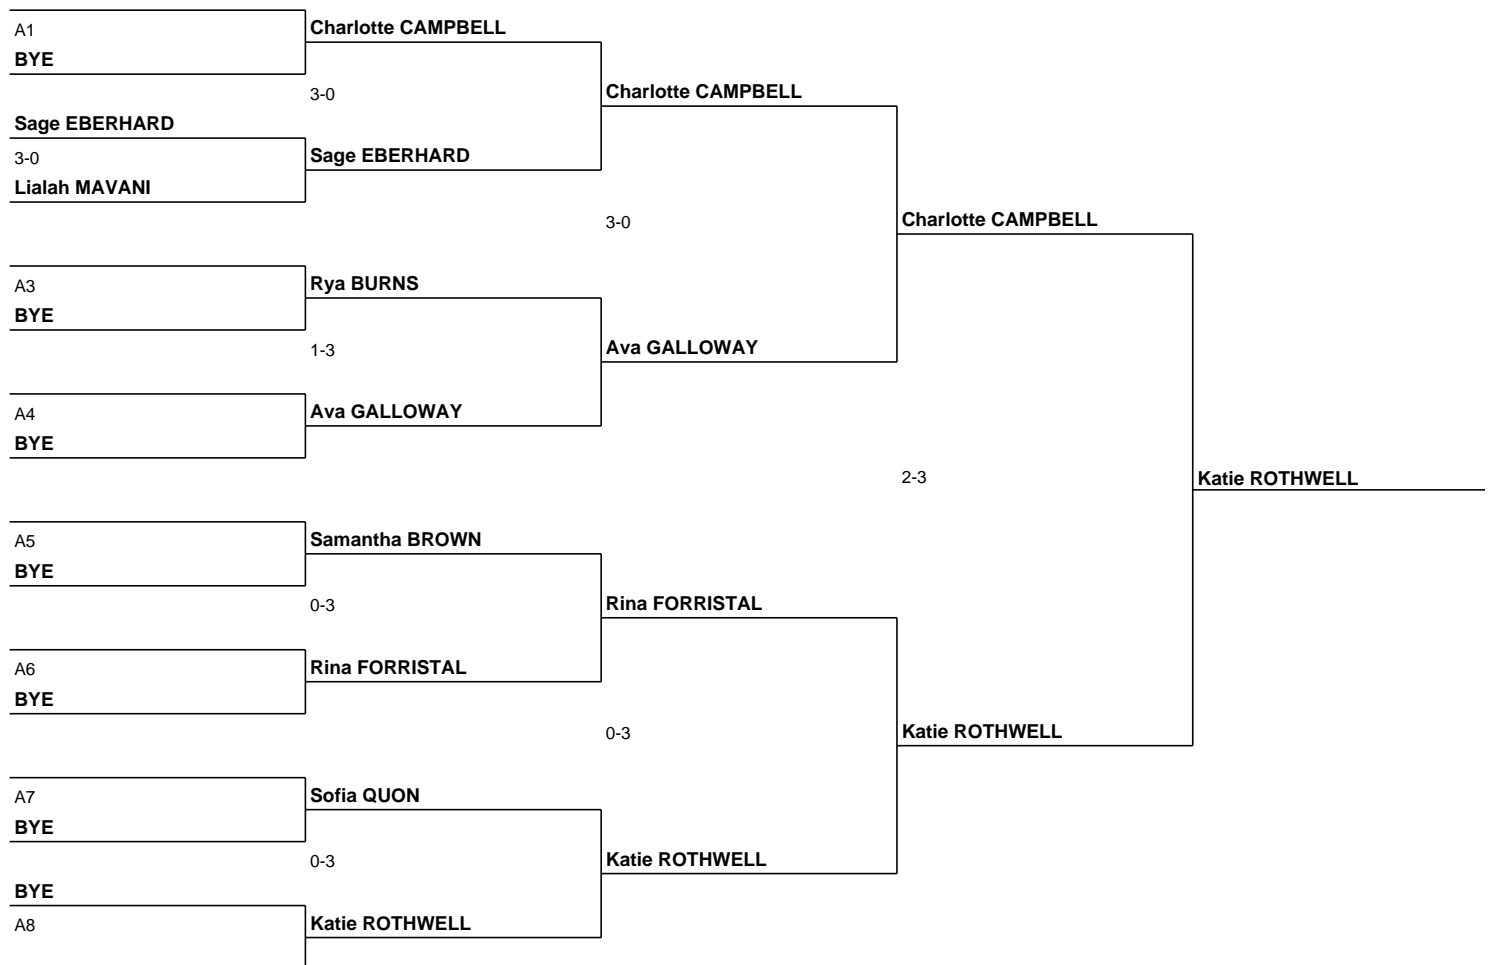 A1
BYE
Charlotte CAMPBELL
3-0
Sage EBERHARD
3-0
Lialah MAVANI
Sage EBERHARD
Charlotte CAMPBELL
3-0
A3
BYE
Rya BURNS
1-3
A4
BYE
Ava GALLOWAY
Ava GALLOWAY
Charlotte CAMPBELL
2-3
Katie ROTHWELL
A5
BYE
Samantha BROWN
0-3
A6
BYE
Rina FORRISTAL
Rina FORRISTAL
0-3
Katie ROTHWELL
A7
BYE
Sofia QUON
0-3
BYE
A8
Katie ROTHWELL
Katie ROTHWELL